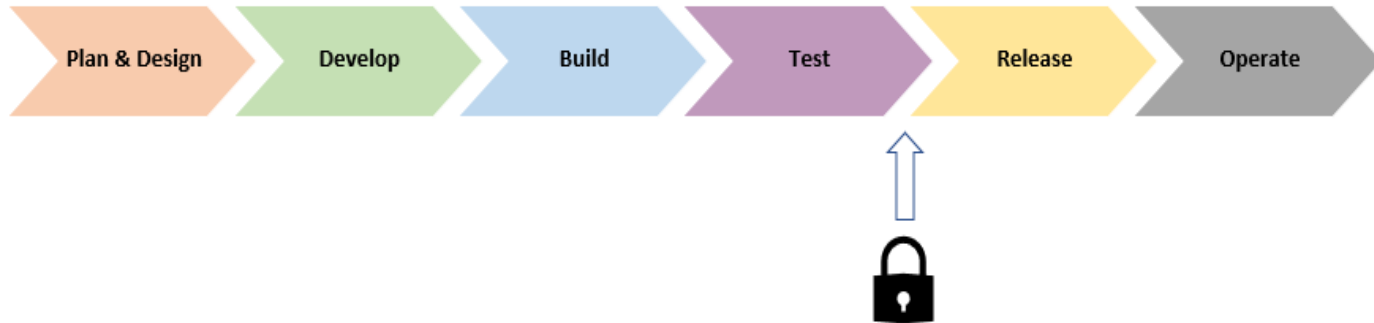 Plan & Design
Develop
Build
Test
Release
Operate